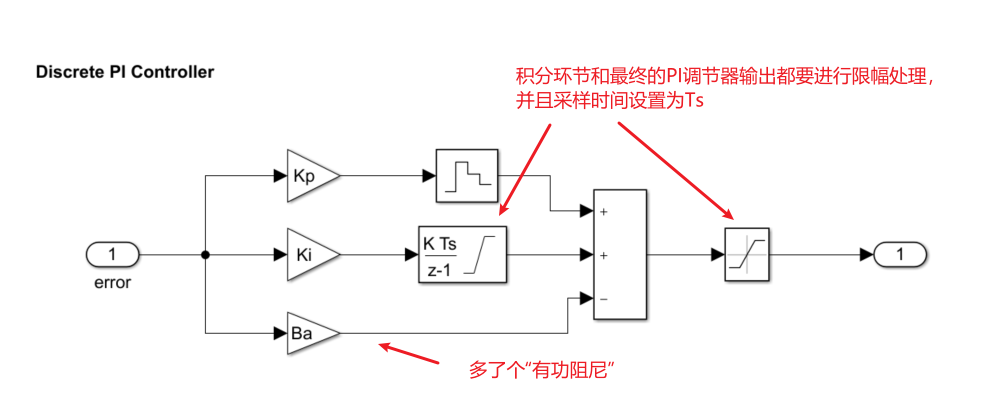 Discrete PI Controller
积分环节和最终的PI调节器输出都要进行限幅处理，
并且采样时间设置为Ts
Kp
+
1
error
Ki
K Ts
z-1
+
1
Ba
−
多了个“有功阻尼”